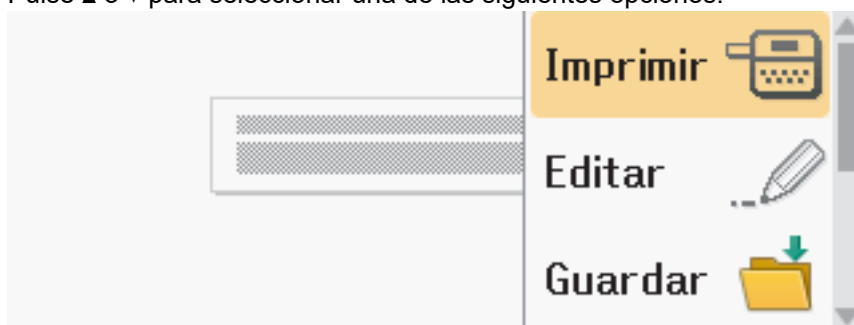 Pulse ▲ o ▼ para seleccionar una de las siguientes opciones:
Imprimir
Editar
Guardar